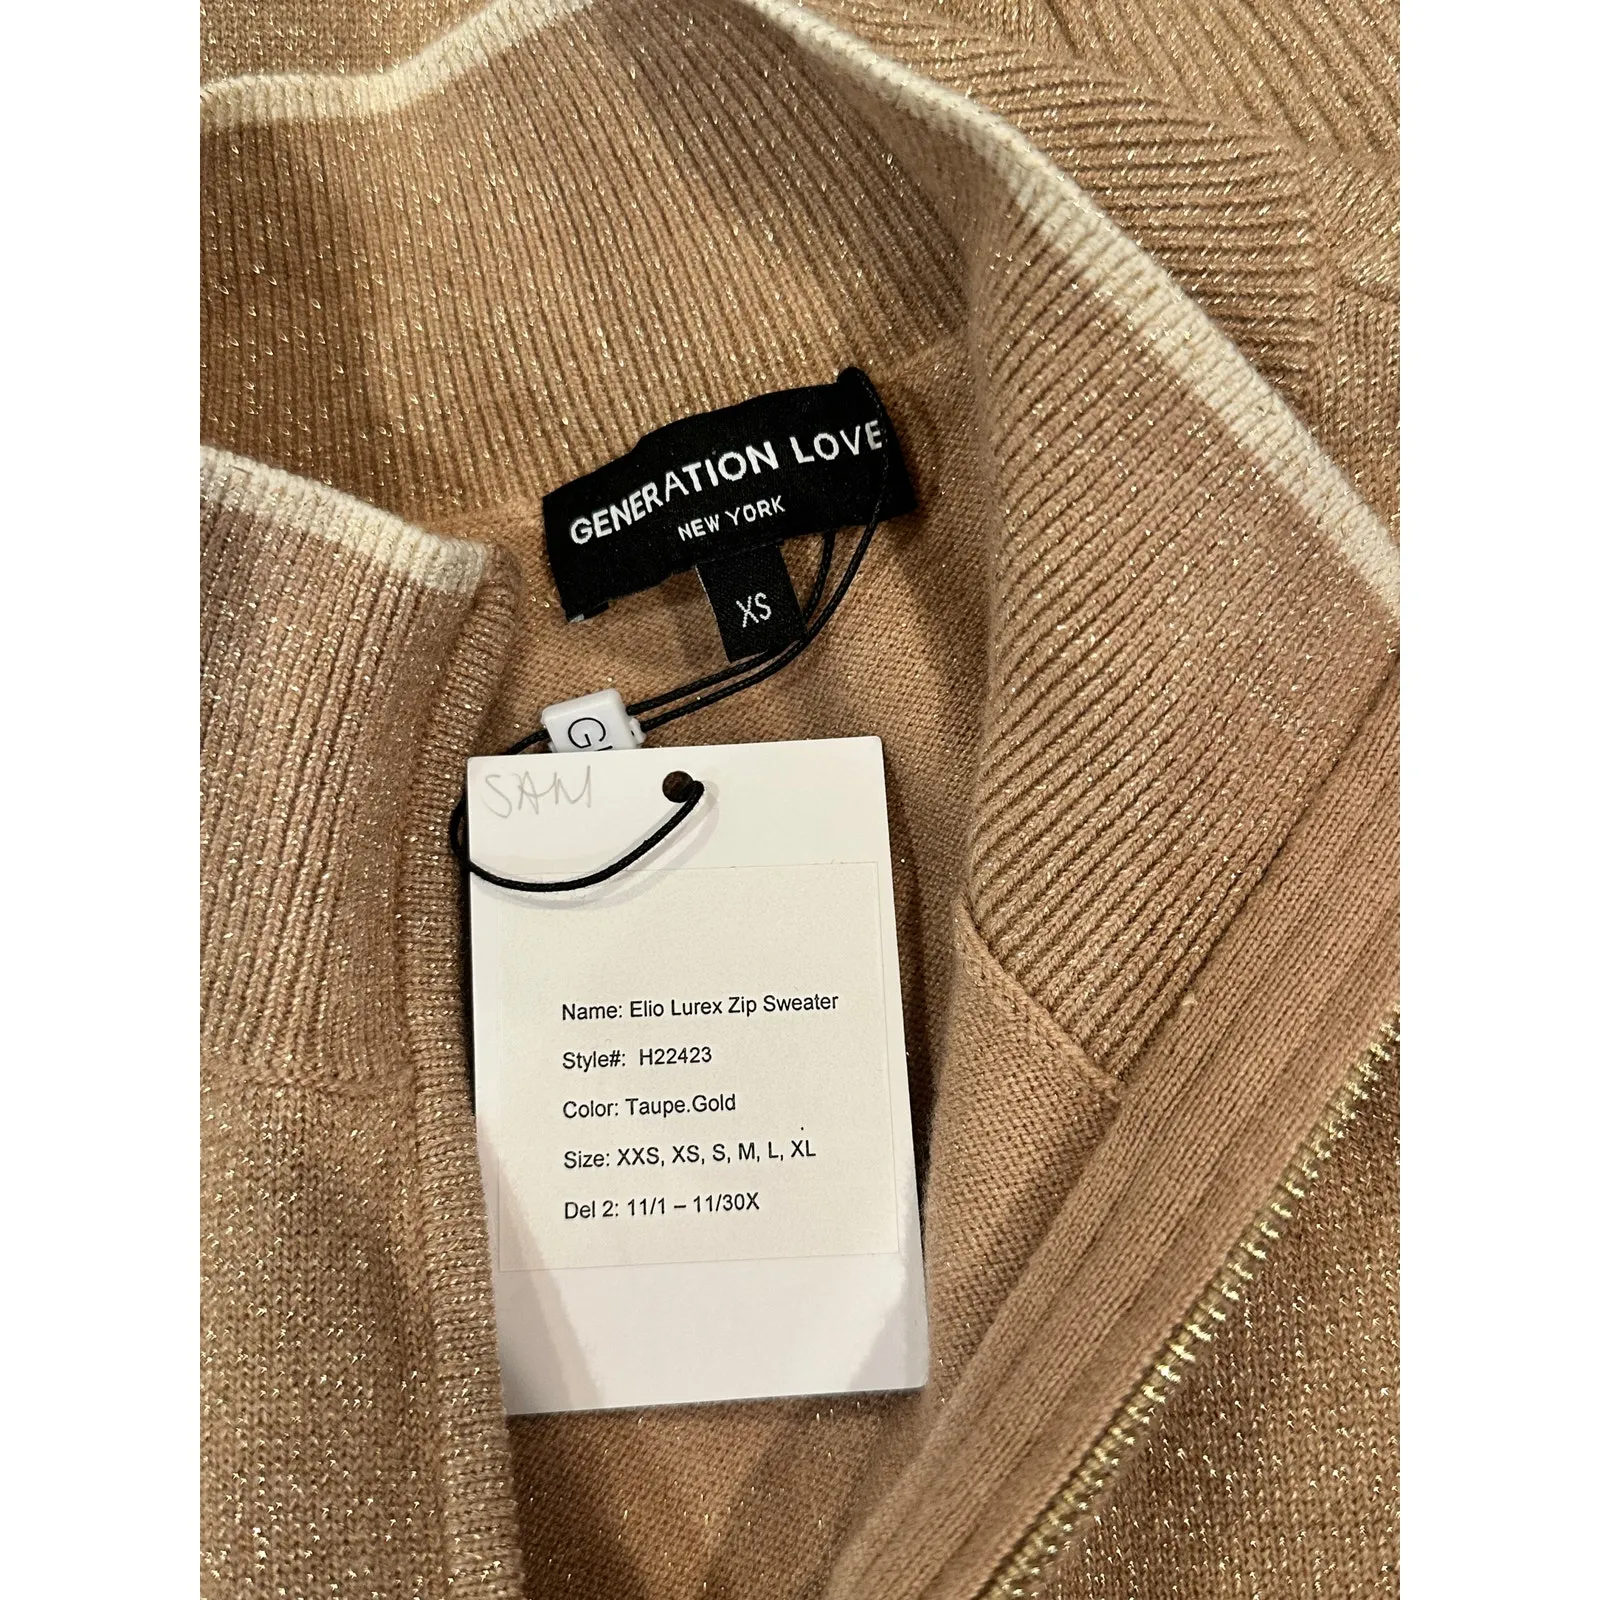 GENERATION LOVE
NEW YORK
XS
SAM
Name: Elio Lurex Zip Sweater
Style#: H22423
Color: Taupe.Gold
Size: XXS, XS, S, M, L, XL
Del 2: 11/1 – 11/30X